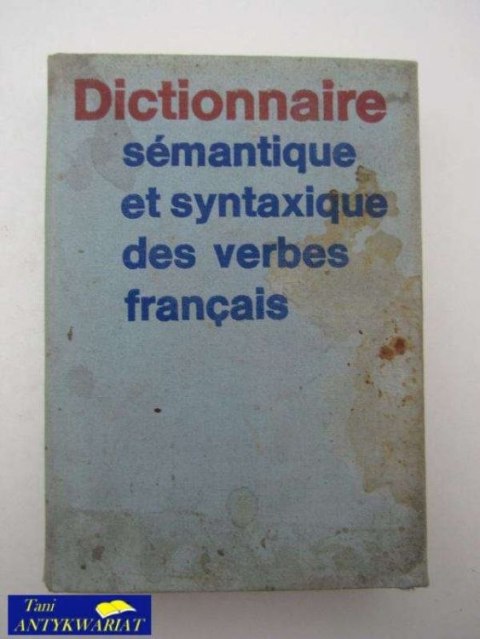 Dictionnaire
sémantique
et syntaxique
des verbes
français
Tani
ANTYKWARIAT